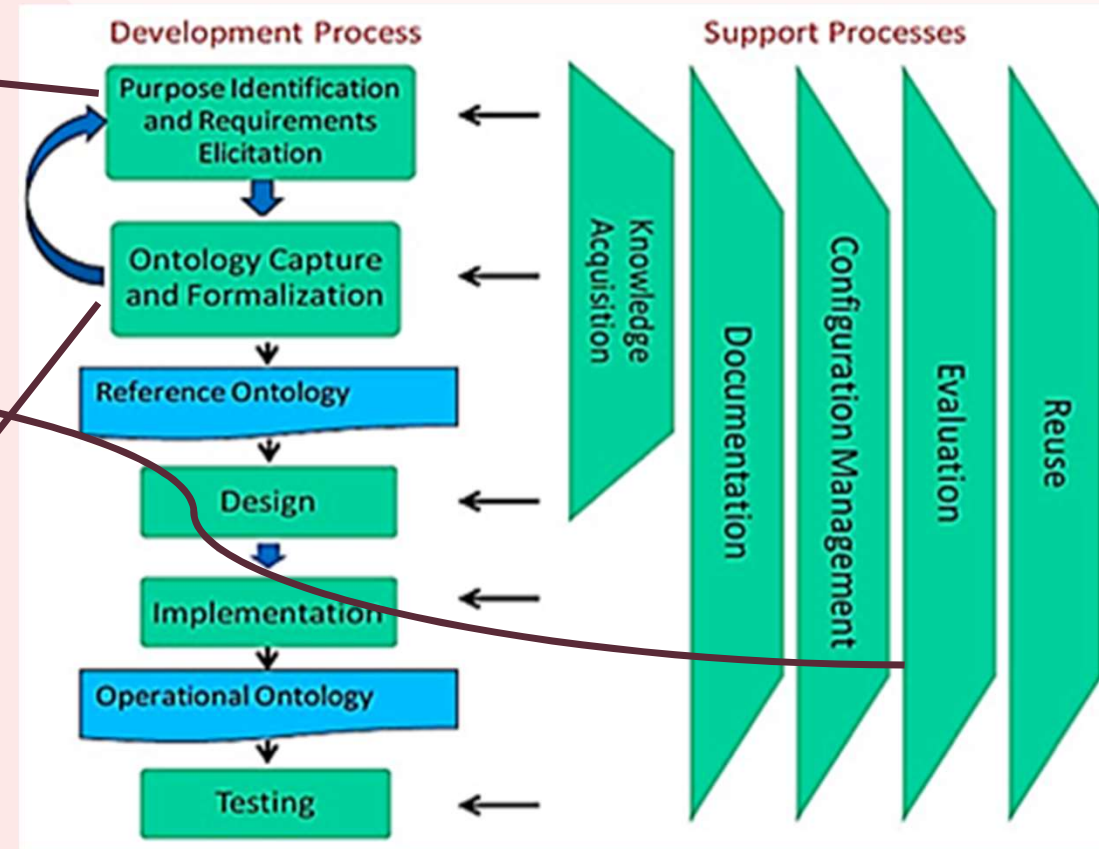 Development Process
Purpose Identification
and Requirements
Elicitation
Ontology Capture
and Formalization
Reference Ontology
Design
Implementation
Operational Ontology
Testing
Support Processes
Knowledge
Acquisition
Documentation
Configuration Management
Evaluation
Reuse